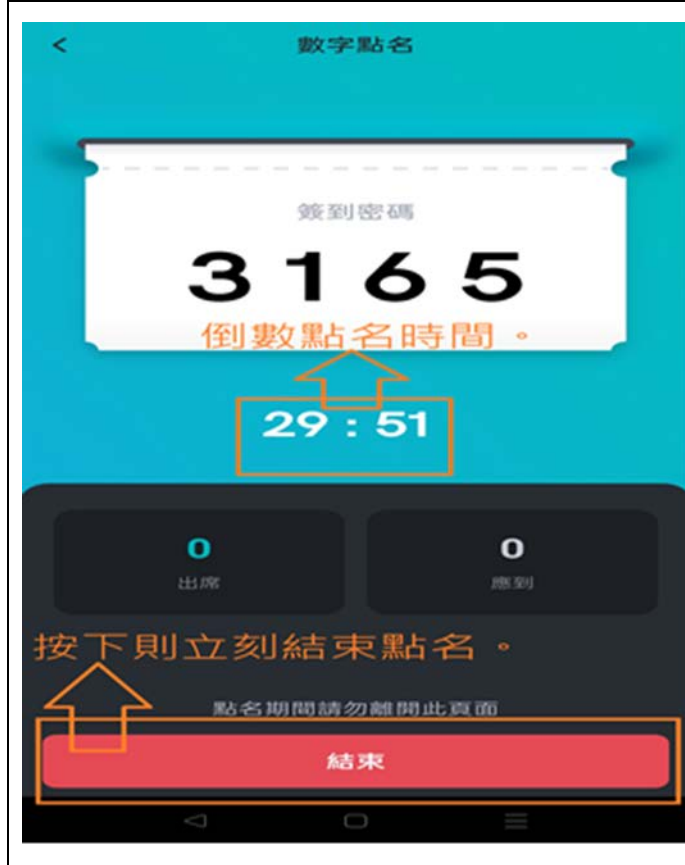 數字點名
簽到密碼
3165
倒數點名時間。
29 : 51
0
出席
0
應到
按下則立刻結束點名。
點名期間請勿離開此頁面
結束